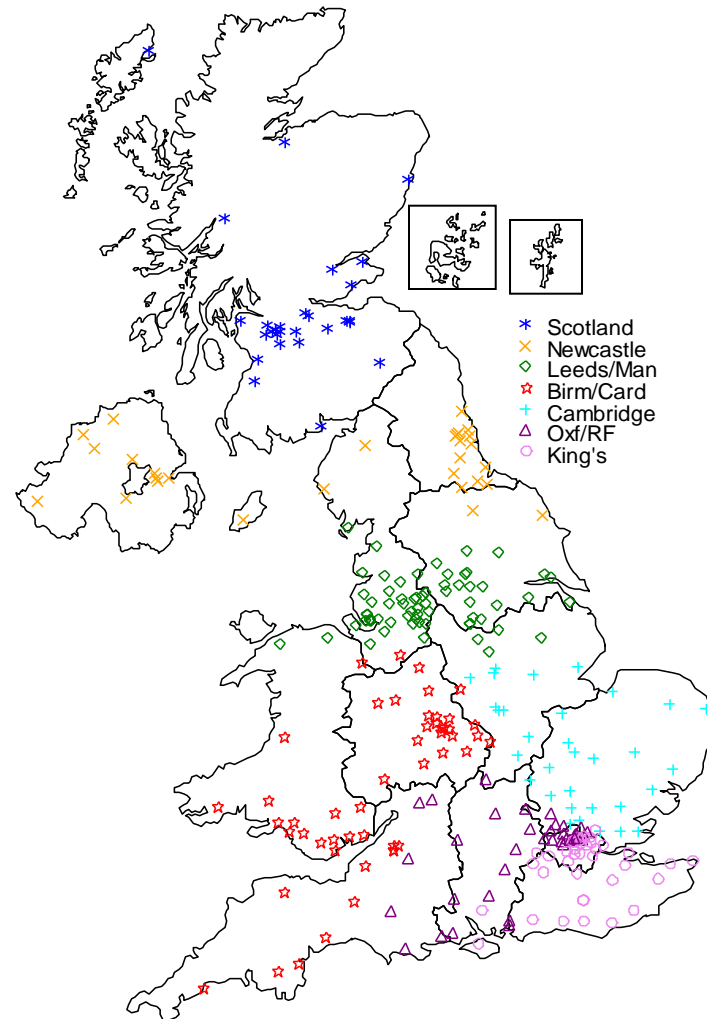 Scotland
Newcastle
Leeds/Man
Birm/Card
Cambridge
Oxf/RF
King's